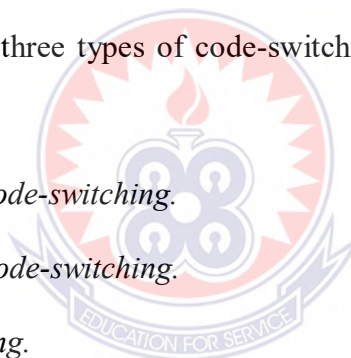 three types of code-switch
ode-switching.
ode-switching.
ng.
EDUCATION FOR SERVICE